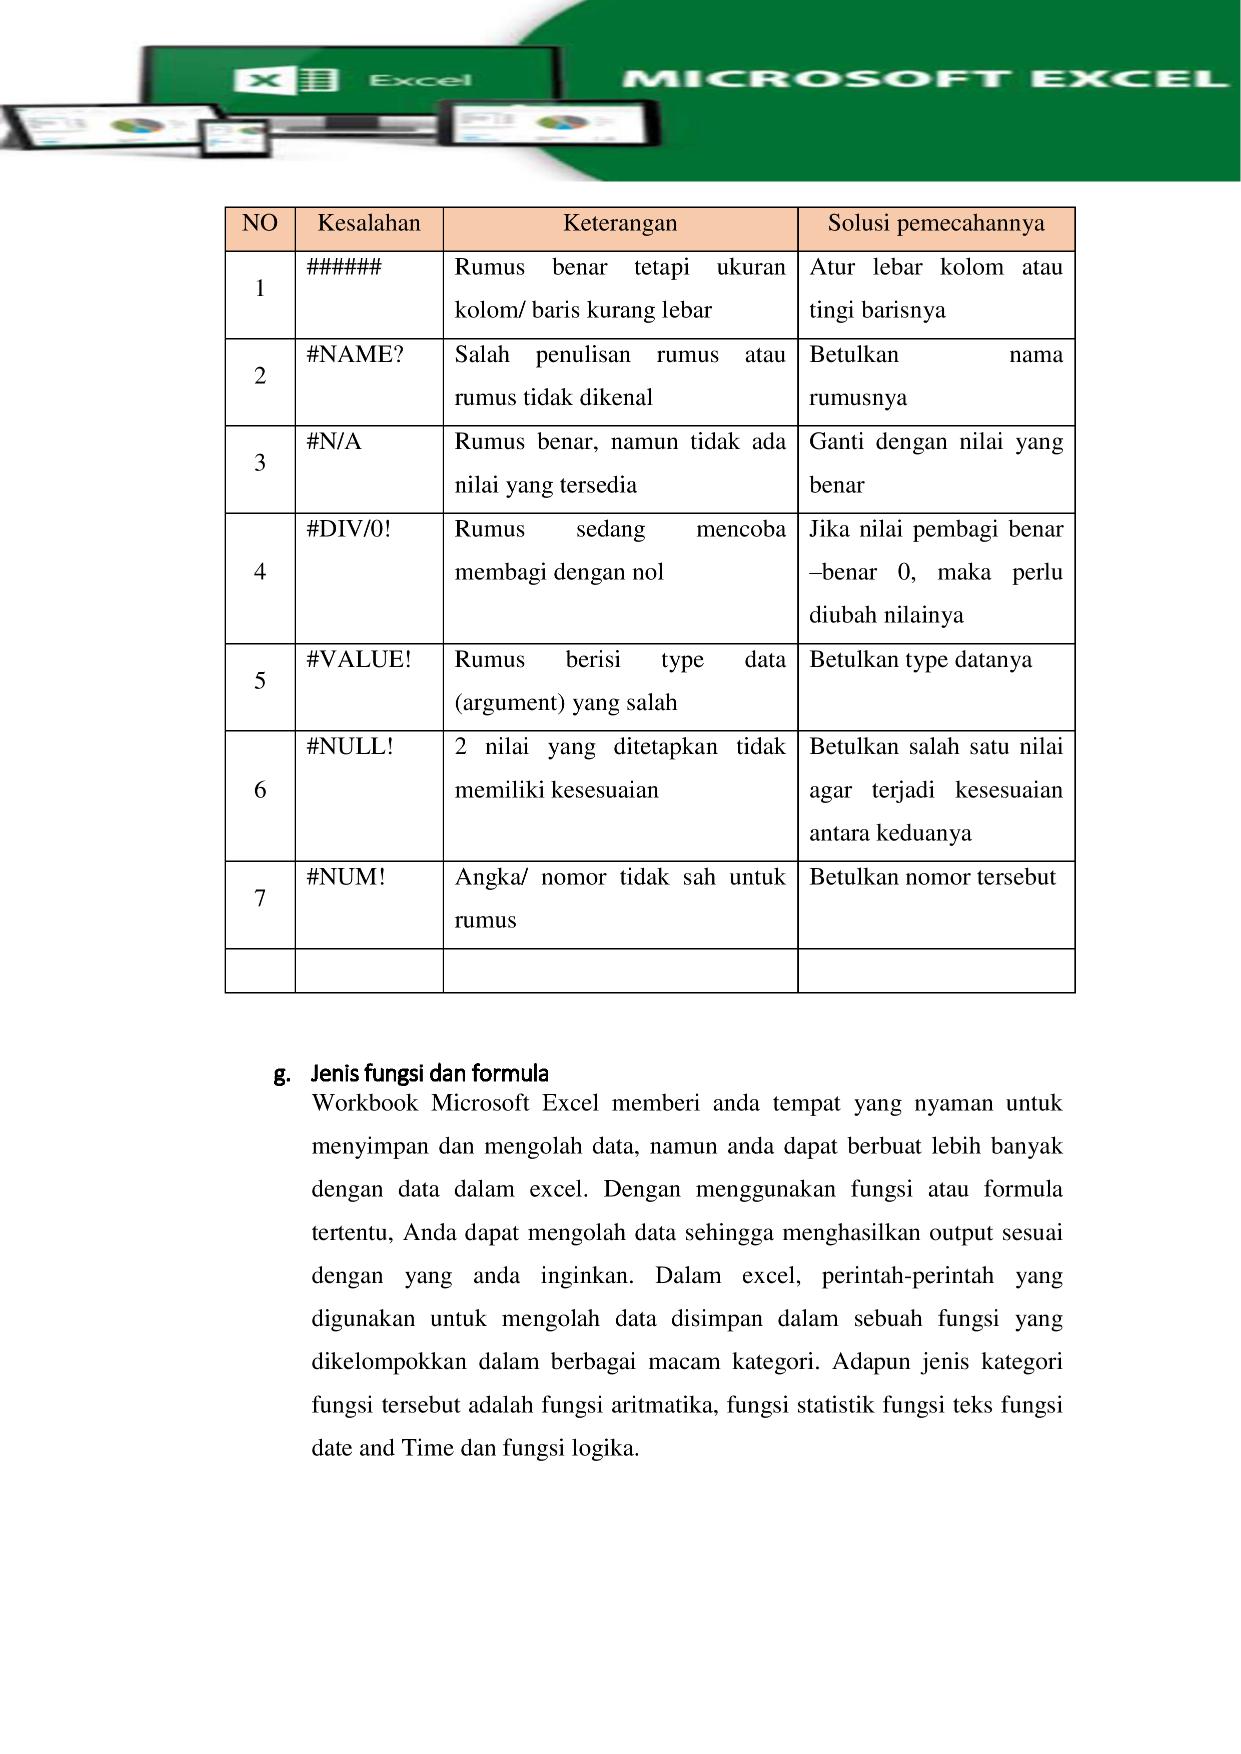 Excel
MICROSOFT EXCEL
NO Kesalahan Keterangan Solusi pemecahannya
1
######
Rumus benar tetapi ukuran
kolom/ baris kurang lebar
Atur lebar kolom atau
tingi barisnya
2
#NAME?
Salah penulisan rumus atau
rumus tidak dikenal
Betulkan nama
rumusnya
3
#N/A
Rumus benar, namun tidak ada
nilai yang tersedia
Ganti dengan nilai yang
benar
4
#DIV/0!
Rumus sedang mencoba
membagi dengan nol
Jika nilai pembagi benar
–benar 0, maka perlu
diubah nilainya
5
#VALUE!
Rumus berisi type data
(argument) yang salah
Betulkan type datanya
6
#NULL!
2 nilai yang ditetapkan tidak
memiliki kesesuaian
Betulkan salah satu nilai
agar terjadi kesesuaian
antara keduanya
7
#NUM!
Angka/ nomor tidak sah untuk
rumus
Betulkan nomor tersebut
g. Jenis fungsi dan formula
Workbook Microsoft Excel memberi anda tempat yang nyaman untuk
menyimpan dan mengolah data, namun anda dapat berbuat lebih banyak
dengan data dalam excel. Dengan menggunakan fungsi atau formula
tertentu, Anda dapat mengolah data sehingga menghasilkan output sesuai
dengan yang anda inginkan. Dalam excel, perintah-perintah yang
digunakan untuk mengolah data disimpan dalam sebuah fungsi yang
dikelompokkan dalam berbagai macam kategori. Adapun jenis kategori
fungsi tersebut adalah fungsi aritmatika, fungsi statistik fungsi teks fungsi
date and Time dan fungsi logika.